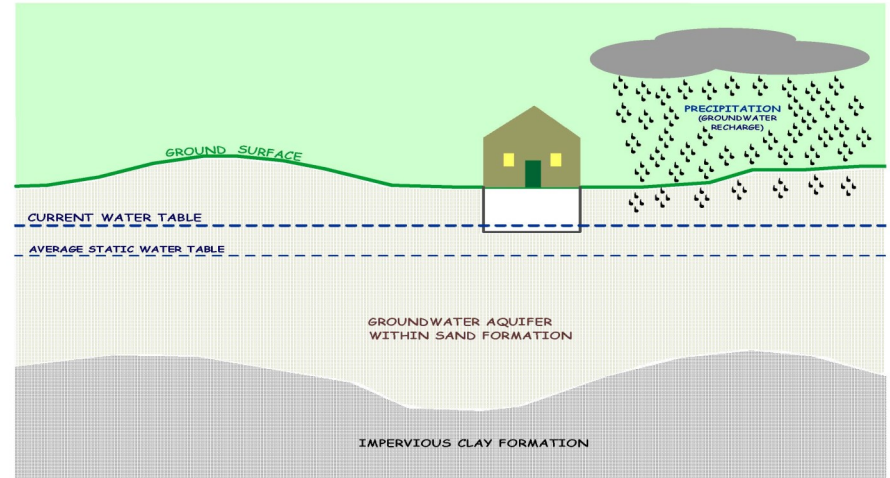 PRECIPITATION
(GROUNDWATER
RECHARGE)
GROUND SURFACE
CURRENT WATER TABLE
AVERAGE STATIC WATER TABLE
GROUNDWATER AQUIFER
WITHIN SAND FORMATION
IMPERVIOUS CLAY FORMATION